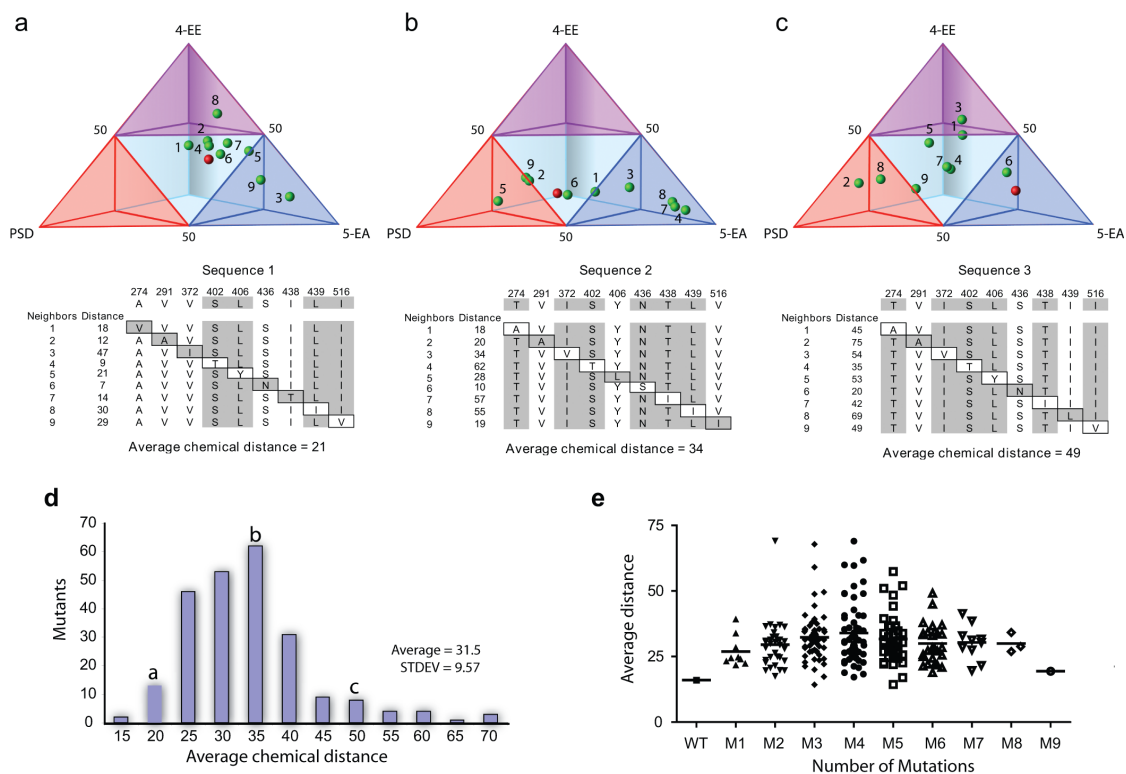 a
4-EE
50
50
PSD
50
5-EA
8
2
1
4
7
6
5
9
3
b
4-EE
50
50
PSD
50
5-EA
9
2
5
6
1
3
8
7
4
c
4-EE
50
50
PSD
50
5-EA
3
1
5
7
4
6
2
8
9
Sequence 1
274 291 372 402 406 436 438 439 516
A V V S L S I L I
Neighbors Distance
1 18 V V V S L S I L I
2 12 A A V S L S I L I
3 47 A V I S L S I L I
4 9 A V V T L S I L I
5 21 A V V S Y S I L I
6 7 A V V S L N I L I
7 14 A V V S L S T L I
8 30 A V V S L S I I I
9 29 A V V S L S I L V
Average chemical distance = 21
Sequence 2
274 291 372 402 406 436 438 439 516
T V I S Y N T L V
Neighbors Distance
1 18 A V I S Y N T L V
2 20 T A I S Y N T L V
3 34 T V V S Y N T L V
4 62 T V I T Y N T L V
5 28 T V I S L N T L V
6 10 T V I S Y S T L V
7 57 T V I S Y N I L V
8 55 T V I S Y N T I V
9 19 T V I S Y N T L I
Average chemical distance = 34
Sequence 3
274 291 372 402 406 436 438 439 516
T V I S L S T I I
Neighbors Distance
1 45 A V I S L S T I I
2 75 T A I S L S T I I
3 54 T V V S L S T I I
4 35 T V I T L S T I I
5 53 T V I S Y S T I I
6 20 T V I S L N T I I
7 42 T V I S L S I I I
8 69 T V I S L S T L I
9 49 T V I S L S T I V
Average chemical distance = 49
d
Mutants
70
60
50
40
30
20
10
0
a
b
c
Average = 31.5
STDEV = 9.57
15 20 25 30 35 40 45 50 55 60 65 70
Average chemical distance
e
Average distance
75
50
25
0
WT M1 M2 M3 M4 M5 M6 M7 M8 M9
Number of Mutations